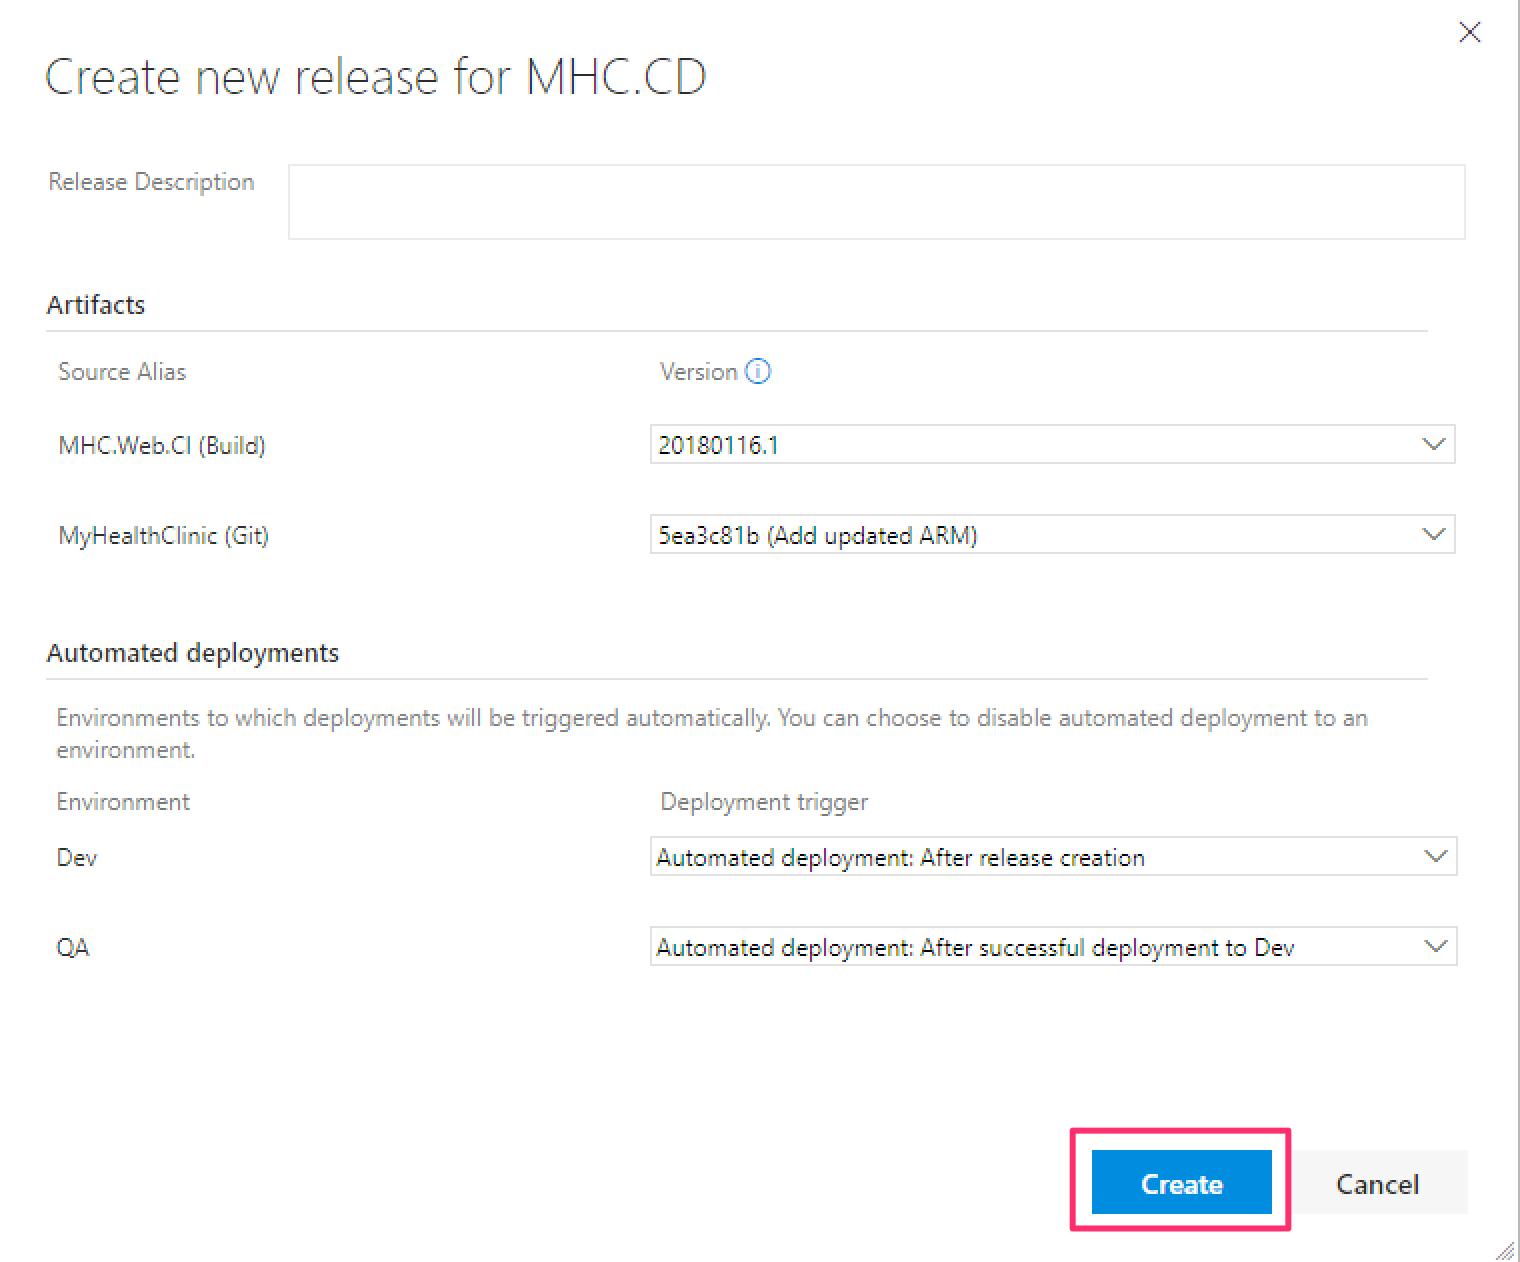 Create new release for MHC.CD
Release Description
Artifacts
Source Alias Version
MHC.Web.CI (Build) 20180116.1
MyHealthClinic (Git) 5ea3c81b (Add updated ARM)
Automated deployments
Environments to which deployments will be triggered automatically. You can choose to disable automated deployment to an
environment.
Environment Deployment trigger
Dev Automated deployment: After release creation
QA Automated deployment: After successful deployment to Dev
Create Cancel